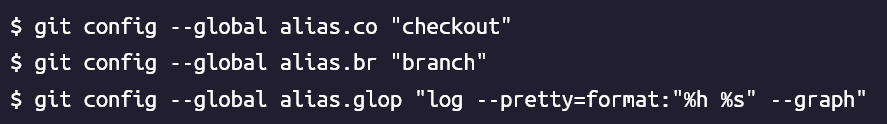 $ git config --global alias.co "checkout"
$ git config --global alias.br "branch"
$ git config --global alias.glop "log --pretty=format:"%h %s" --graph"